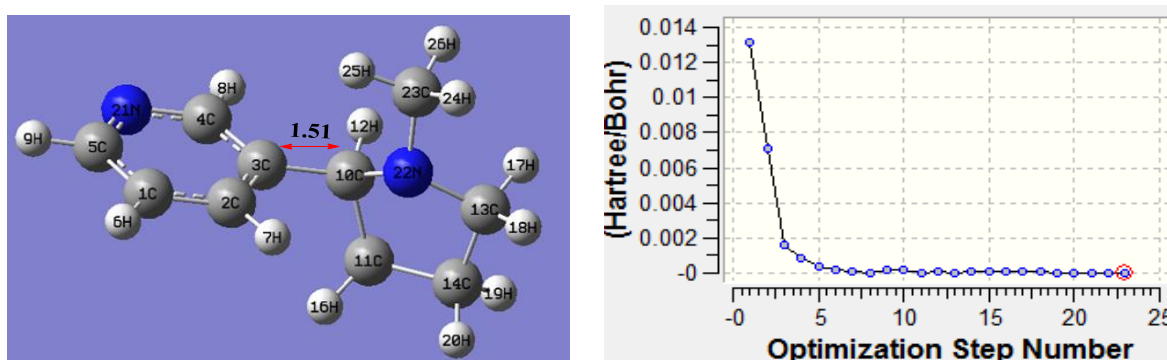 26H
25H
23C
24H
8H
21N
4C
1.51
12H
9H
5C
3C
10C
22N
17H
1C
2C
13C
6H
7H
18H
11C
14C
19H
16H
20H
(Hartree/Bohr)
0.014
0.012
0.01
0.008
0.006
0.004
0.002
-0
-0 5 10 15 20 25
Optimization Step Number